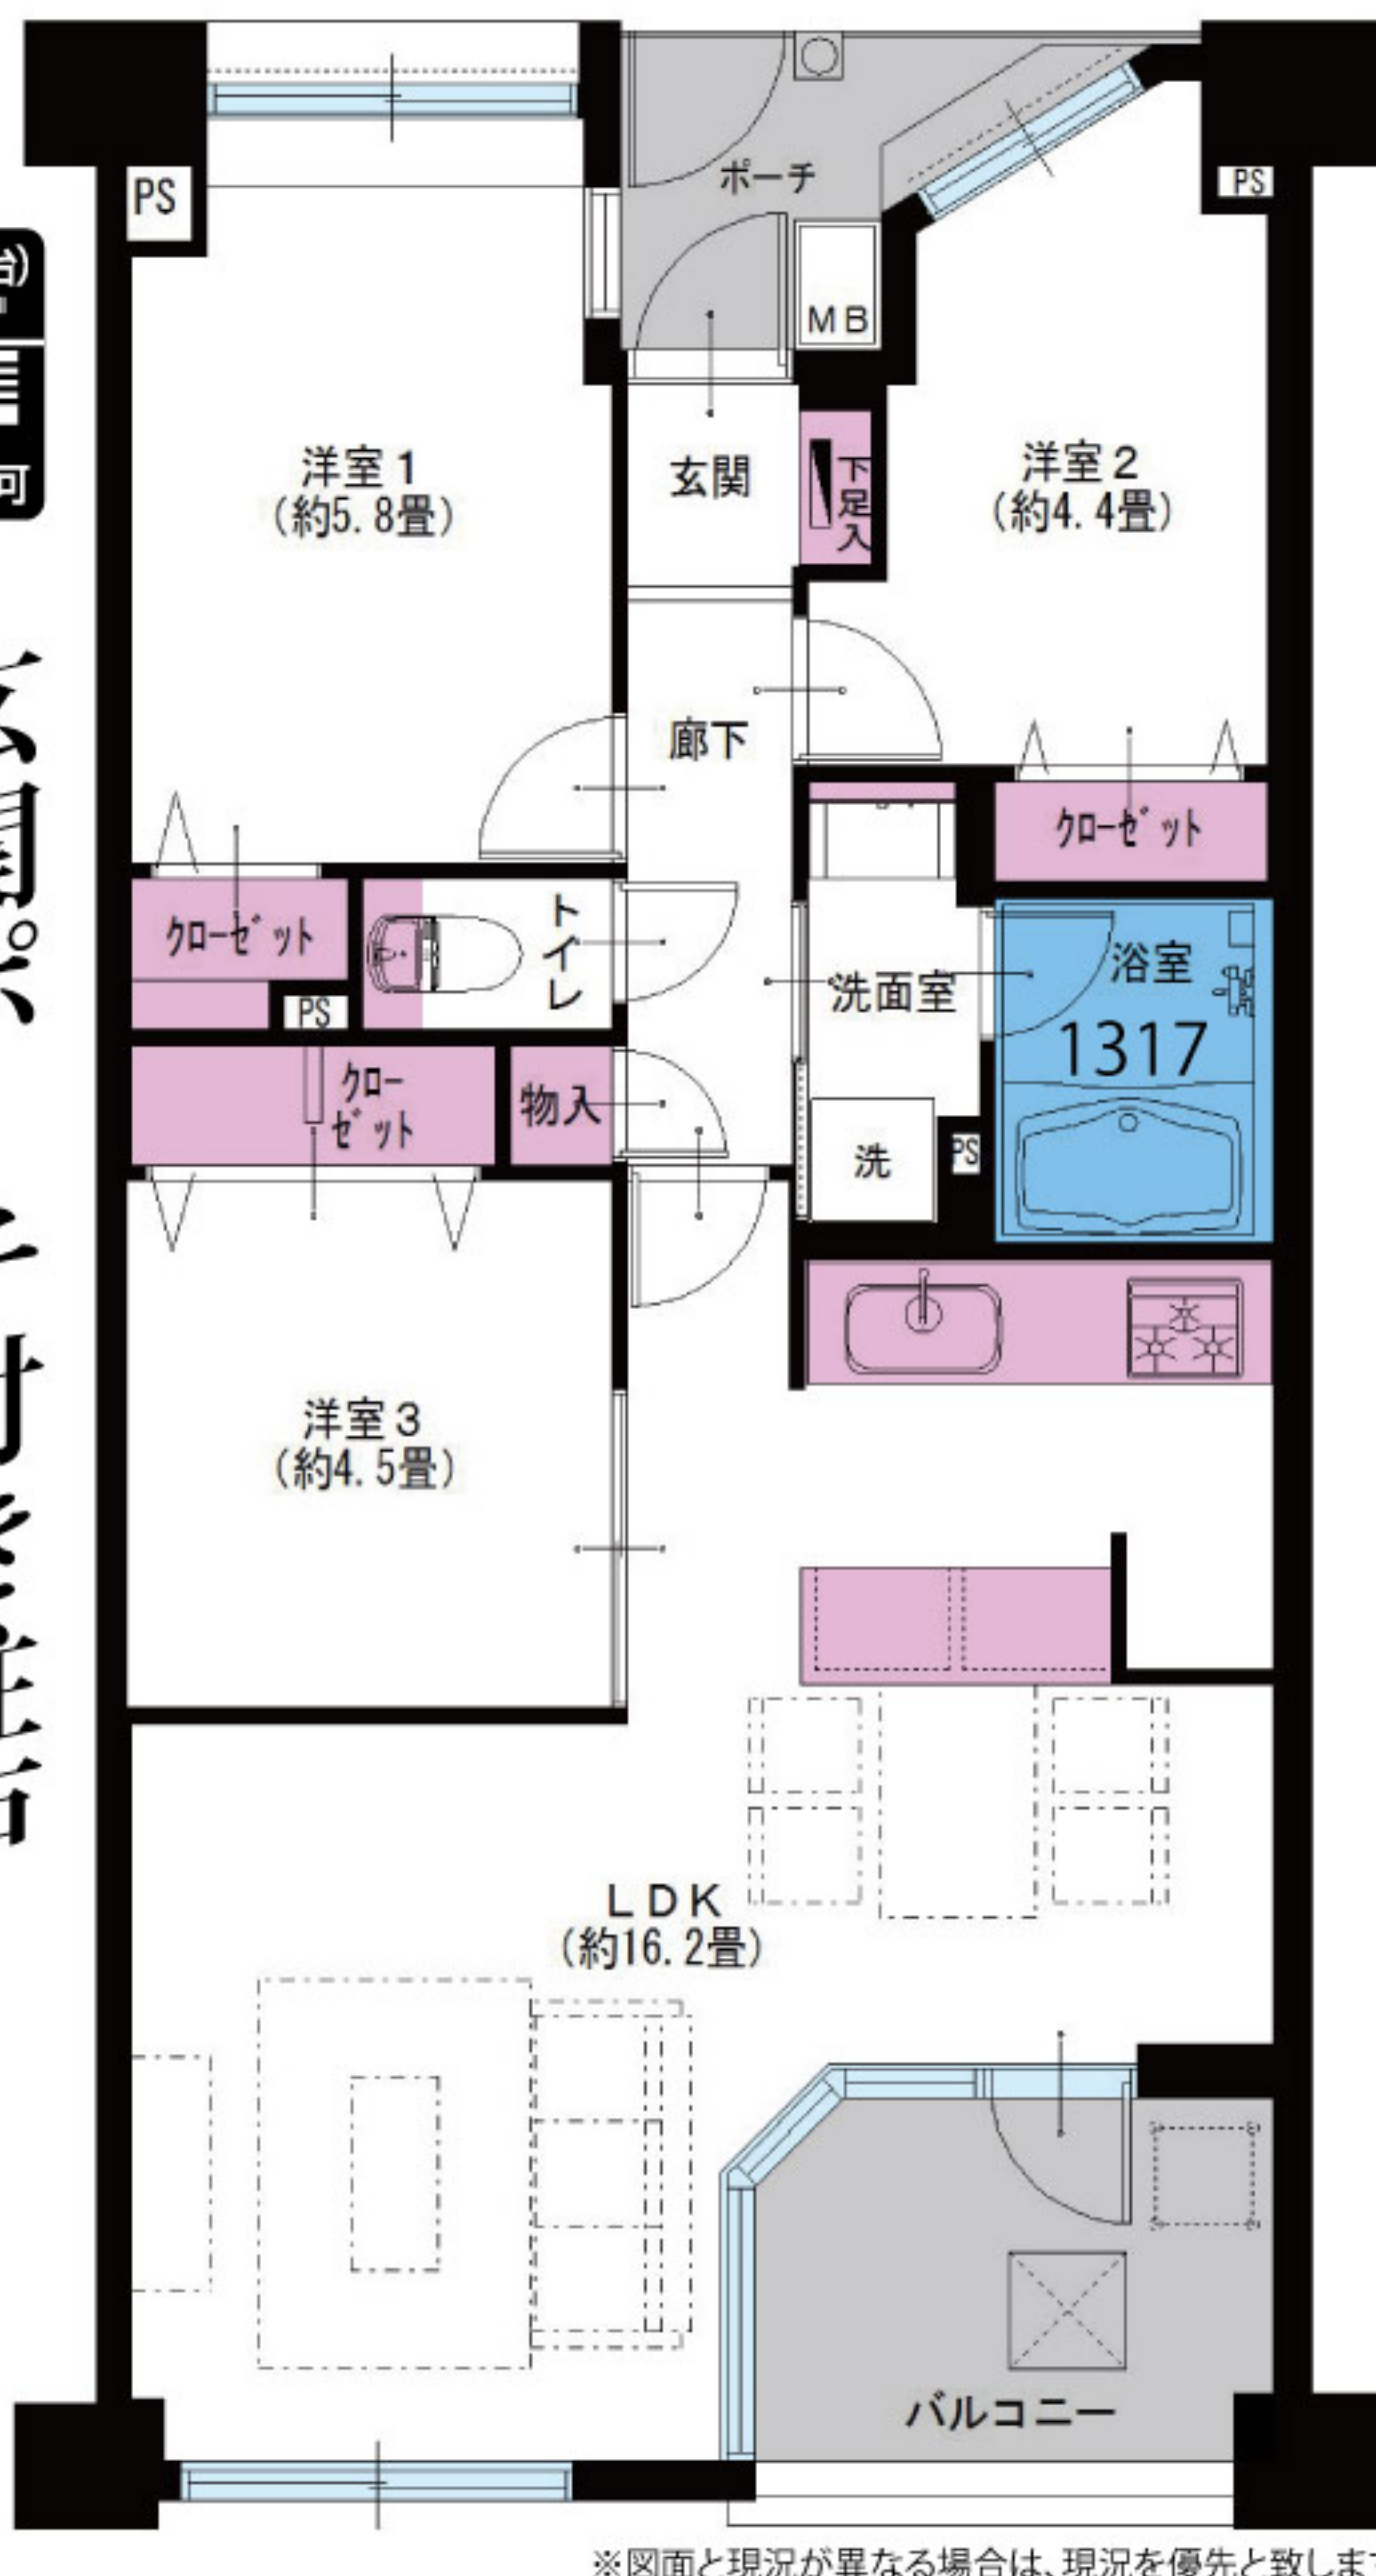 ポーチ
PS
PS
MB
洋室1
(約5.8畳)
玄関
下足入
洋室2
(約4.4畳)
廊下
クローゼット
クローゼット
トイレ
PS
洗面室
浴室
1317
クロー
ゼット
物入
洗
PS
洋室3
(約4.5畳)
LDK
(約16.2畳)
バルコニー
※図面と現況が異なる場合は、現況を優先と致しま